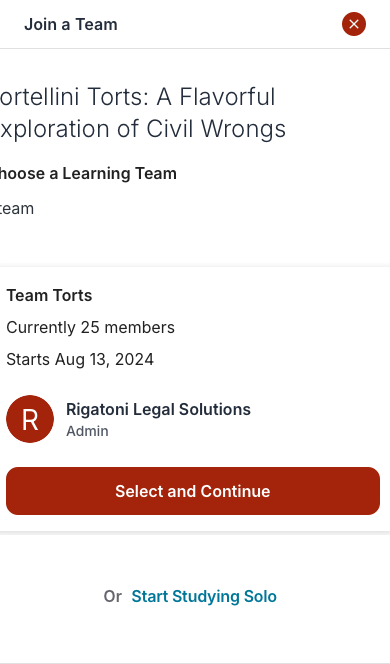 Join a Team
ortellini Torts: A Flavorful
xploration of Civil Wrongs
hoose a Learning Team
team
Team Torts
Currently 25 members
Starts Aug 13, 2024
R
Rigatoni Legal Solutions
Admin
Select and Continue
Or Start Studying Solo